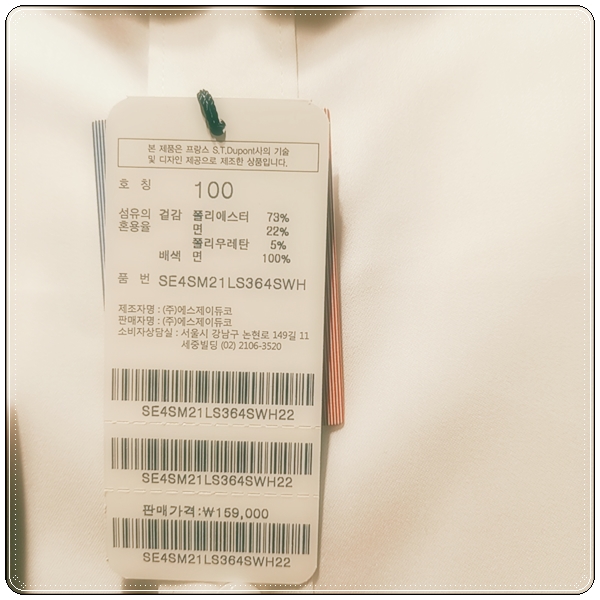 본 제품은 프랑스 S.T.Dupont사의 기술
및 디자인 제공으로 제조한 상품입니다.
호 칭 100
섬유의 겉감 폴리에스터 73%
혼용율 면 22%
폴리우레탄 5%
배색 면 100%
품 번 SE4SM21LS364SWH
제조자명 : (주)에스제이듀코
판매자명 : (주)에스제이듀코
소비자상담실 : 서울시 강남구 논현로 149길 11
세중빌딩 (02) 2106-3520
SE4SM21LS364SWH22
SE4SM21LS364SWH22
판매가격:₩159,000
SE4SM21LS364SWH22